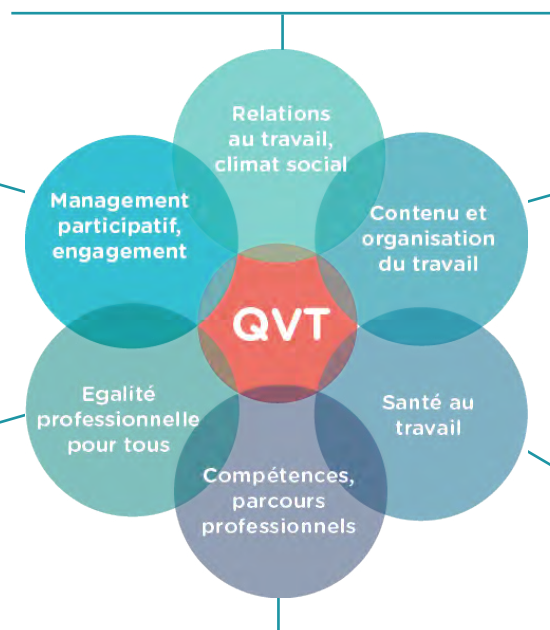 Relations
au travail,
climat social
Management
participatif,
engagement
Contenu et
organisation
du travail
QVT
Egalité
professionnelle
pour tous
Santé au
travail
Compétences,
parcours
professionnels